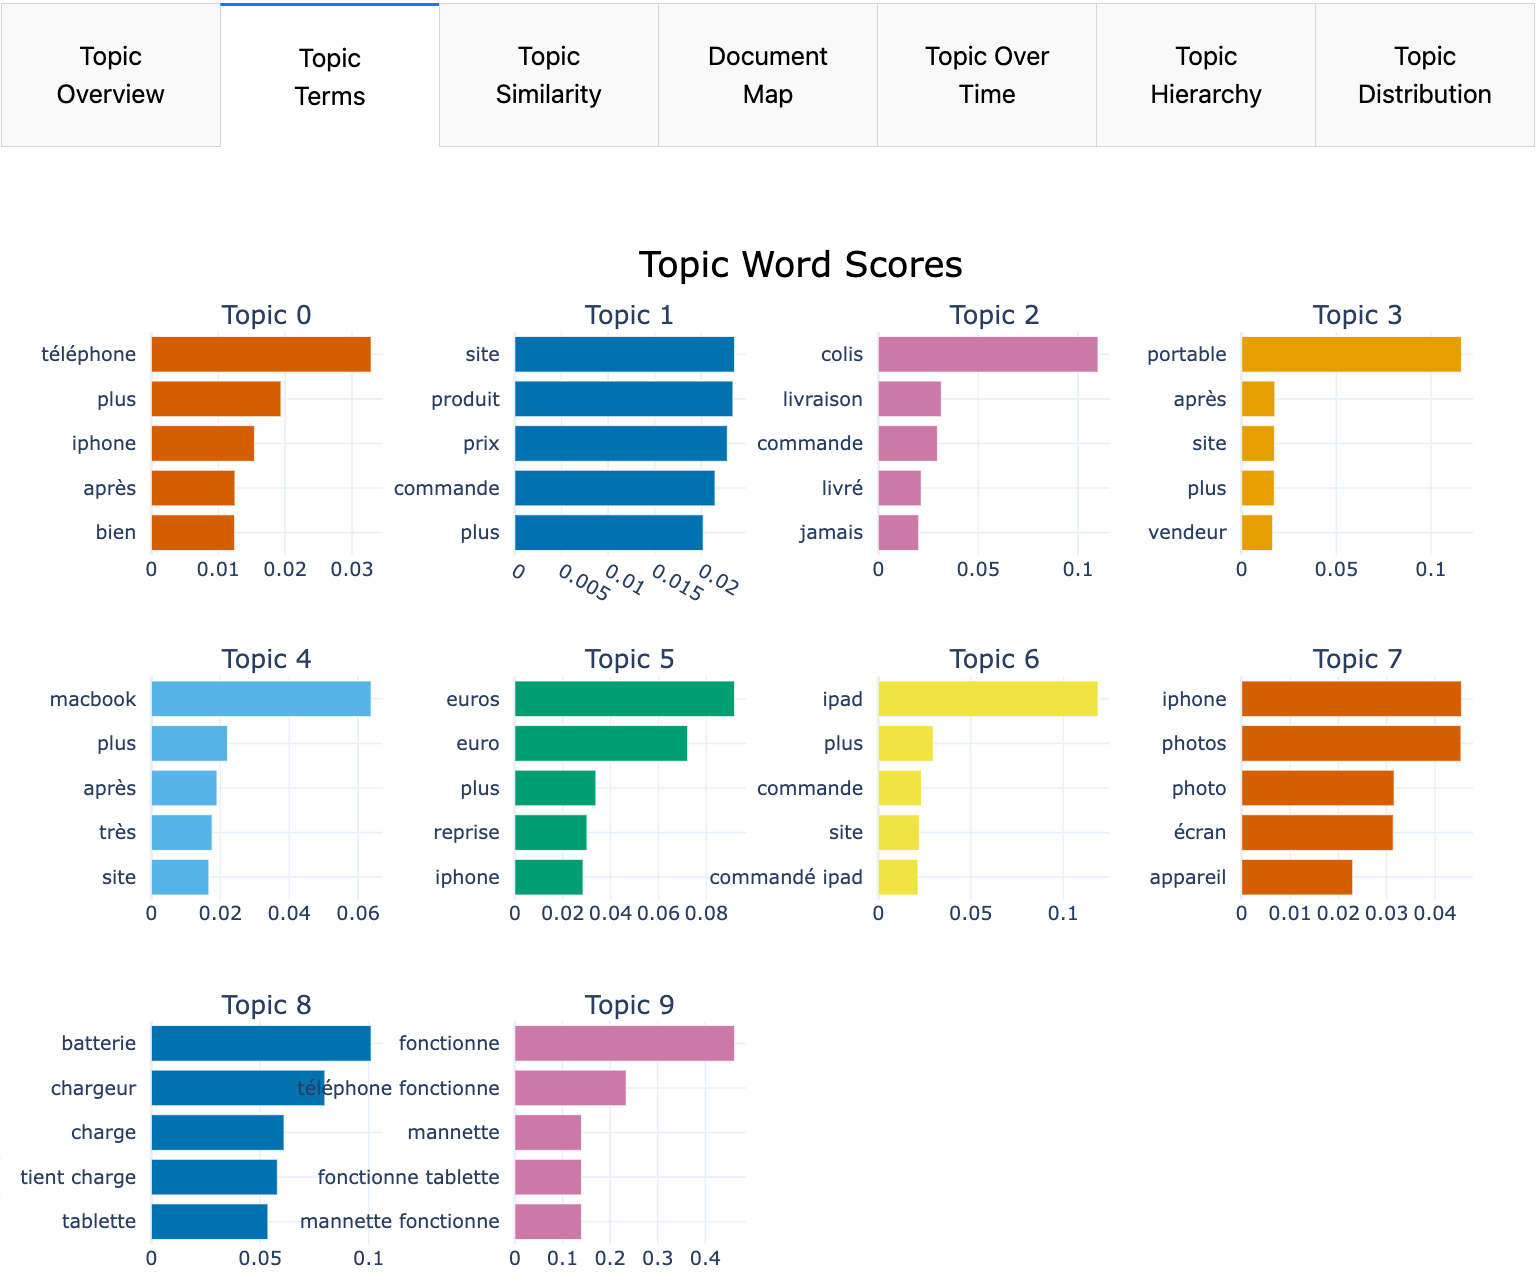 Topic
Overview
Topic
Terms
Topic
Similarity
Document
Map
Topic Over
Time
Topic
Hierarchy
Topic
Distribution
Topic Word Scores
Topic 0
téléphone
plus
iphone
après
bien
0 0.01 0.02 0.03
Topic 1
site
produit
prix
commande
plus
0 0.005 0.01 0.015 0.02
Topic 2
colis
livraison
commande
livré
jamais
0 0.05 0.1
Topic 3
portable
après
site
plus
vendeur
0 0.05 0.1
Topic 4
macbook
plus
après
très
site
0 0.02 0.04 0.06
Topic 5
euros
euro
plus
reprise
iphone
0 0.02 0.04 0.06 0.08
Topic 6
ipad
plus
commande
site
commandé ipad
0 0.05 0.1
Topic 7
iphone
photos
photo
écran
appareil
0 0.01 0.02 0.03 0.04
Topic 8
batterie
chargeur
charge
tient charge
tablette
0 0.05 0.1
Topic 9
fonctionne
téléphone fonctionne
mannette
fonctionne tablette
mannette fonctionne
0 0.1 0.2 0.3 0.4